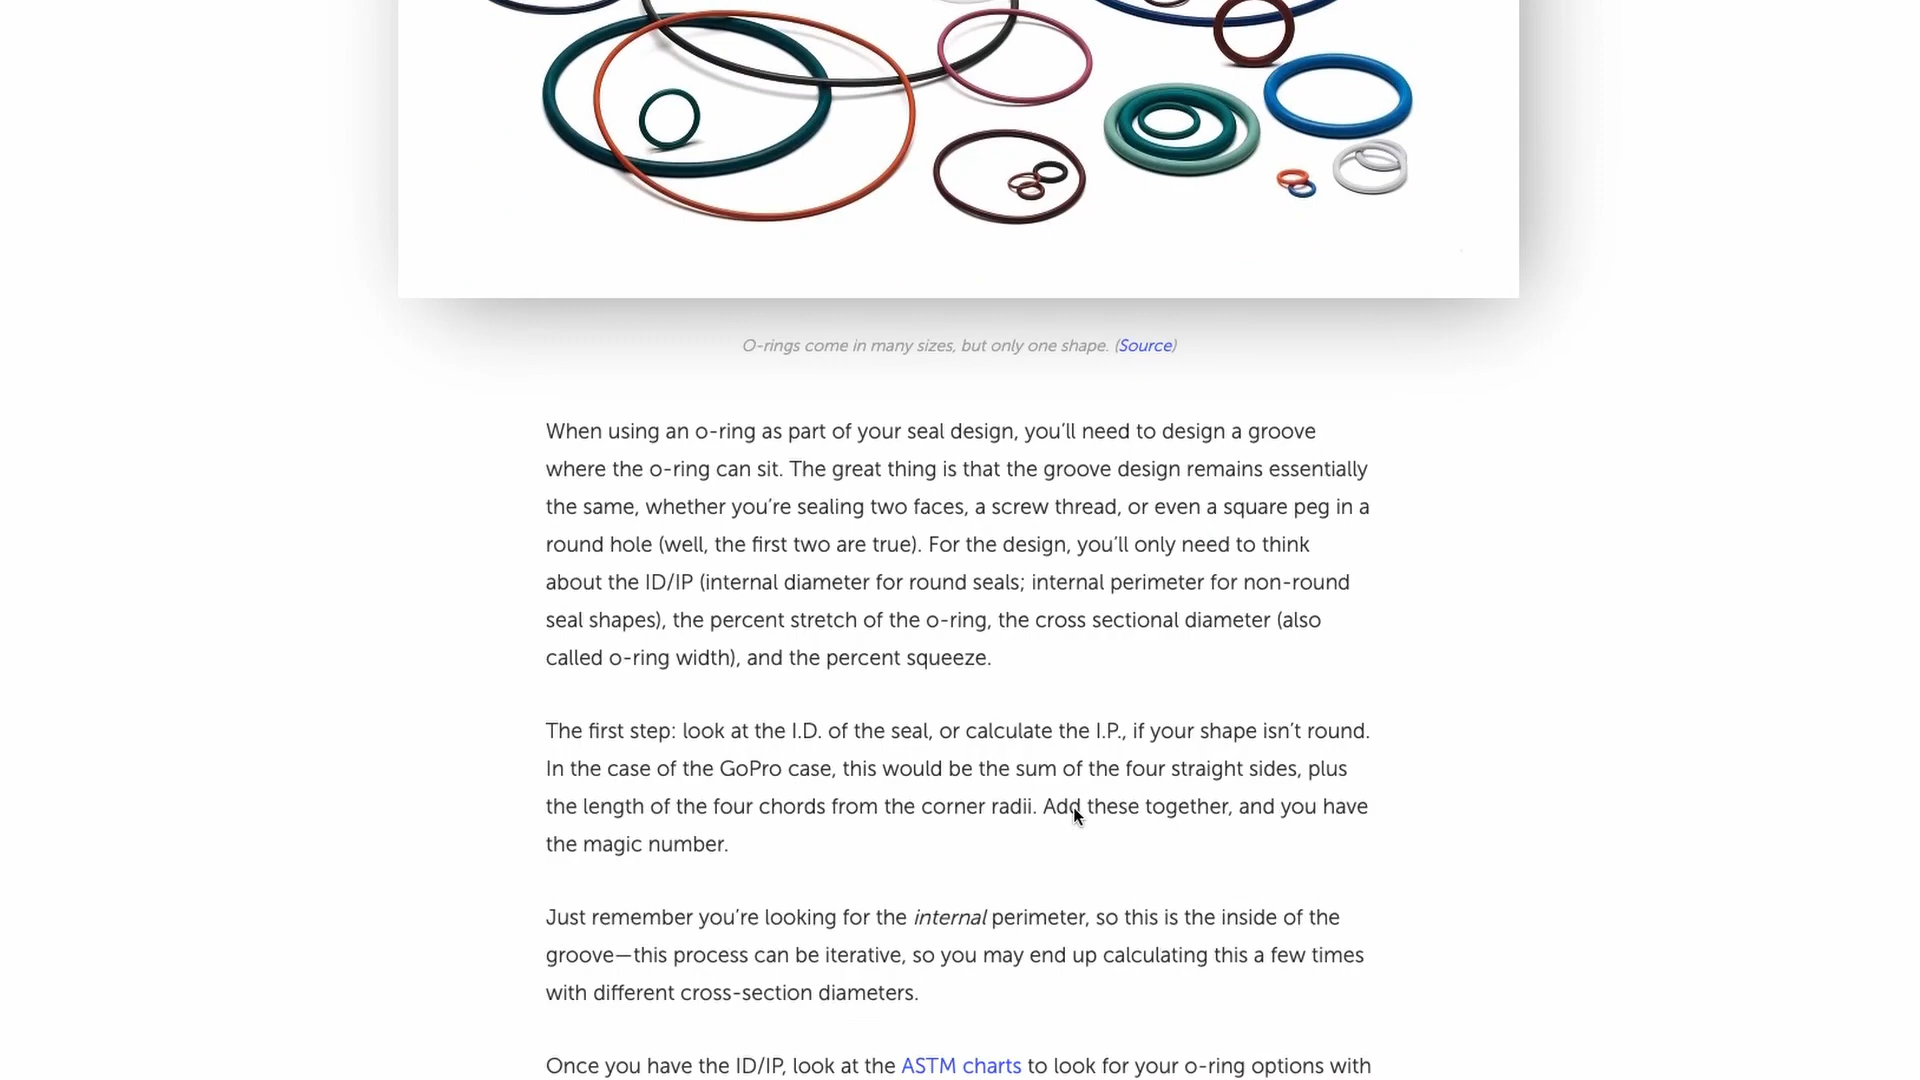 O-rings come in many sizes, but only one shape. (Source)
When using an o-ring as part of your seal design, you’ll need to design a groove
where the o-ring can sit. The great thing is that the groove design remains essentially
the same, whether you’re sealing two faces, a screw thread, or even a square peg in a
round hole (well, the first two are true). For the design, you’ll only need to think
about the ID/IP (internal diameter for round seals; internal perimeter for non-round
seal shapes), the percent stretch of the o-ring, the cross sectional diameter (also
called o-ring width), and the percent squeeze.
The first step: look at the I.D. of the seal, or calculate the I.P., if your shape isn’t round.
In the case of the GoPro case, this would be the sum of the four straight sides, plus
the length of the four chords from the corner radii. Add these together, and you have
the magic number.
Just remember you’re looking for the internal perimeter, so this is the inside of the
groove—this process can be iterative, so you may end up calculating this a few times
with different cross-section diameters.
Once you have the ID/IP, look at the ASTM charts to look for your o-ring options with